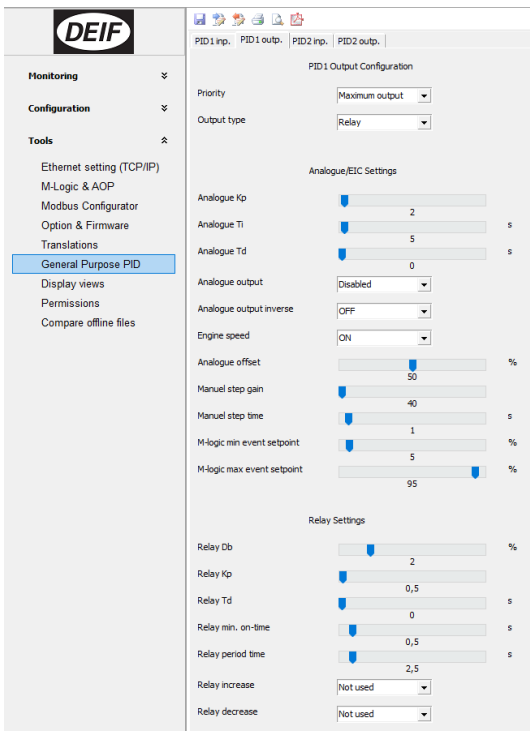 DEIF
Monitoring
Configuration
Tools
Ethernet setting (TCP/IP)
M-Logic & AOP
Modbus Configurator
Option & Firmware
Translations
General Purpose PID
Display views
Permissions
Compare offline files
PID1 inp. PID1 outp. PID2 inp. PID2 outp.
PID1 Output Configuration
Priority Maximum output
Output type Relay
Analogue/EIC Settings
Analogue Kp
2
Analogue Ti s
5
Analogue Td s
0
Analogue output Disabled
Analogue output inverse OFF
Engine speed ON
Analogue offset %
50
Manuel step gain
40
Manuel step time s
1
M-logic min event setpoint %
5
M-logic max event setpoint %
95
Relay Settings
Relay Db %
2
Relay Kp
0,5
Relay Td s
0
Relay min. on-time s
0,5
Relay period time s
2,5
Relay increase Not used
Relay decrease Not used